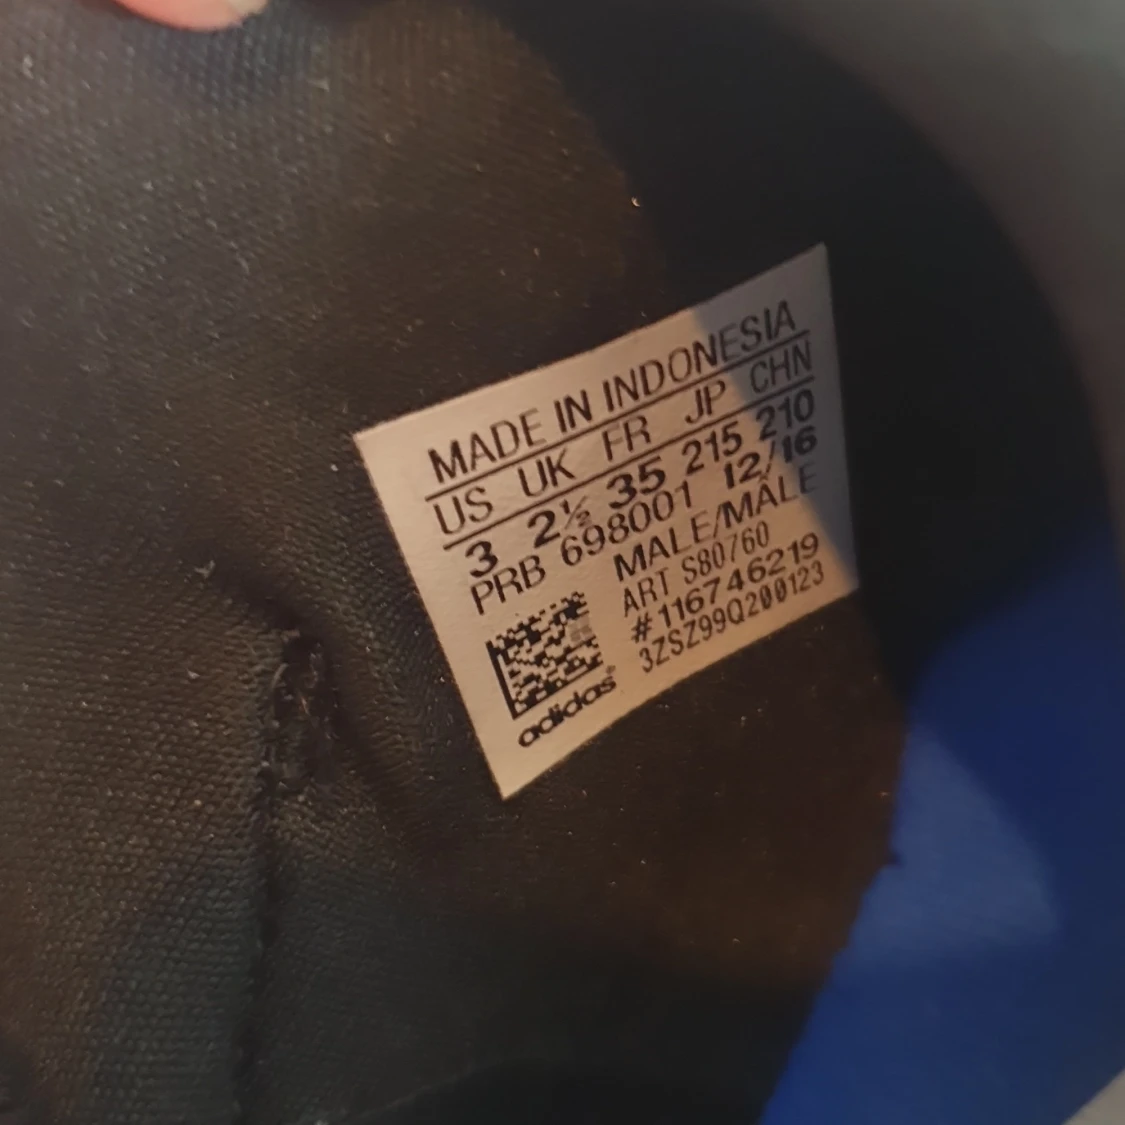 MADE IN INDONESIA
US UK FR JP CHN
3 2½ 35 215 210
PRB 698001 12/16
MALE/MÂLE
ART S80760
#116746219
3ZSZ99Q200123
adidas®